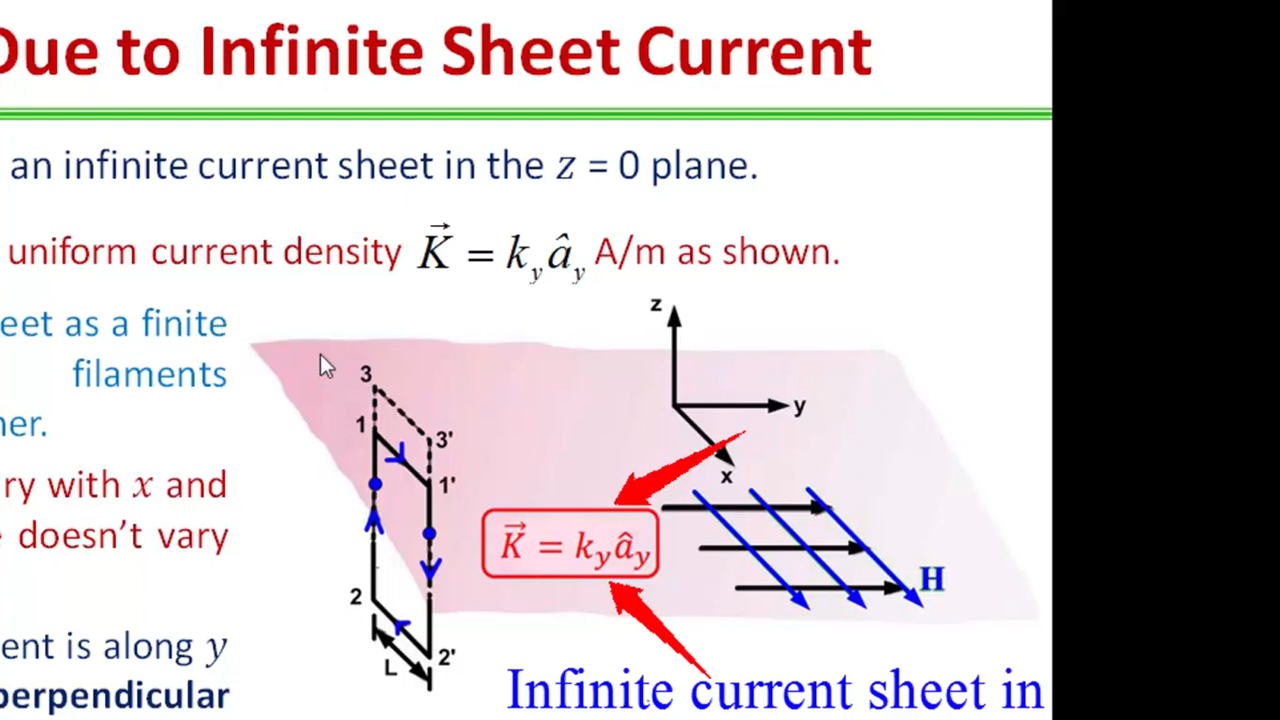 Due to Infinite Sheet Current
an infinite current sheet in the z = 0 plane.
uniform current density K⃗ = k_y â_y A/m as shown.
eet as a finite
filaments
her.
ry with x and
doesn't vary
ent is along y
perpendicular
z
y
x
3
1
3'
1'
2
2'
L
K⃗ = k_y â_y
H
Infinite current sheet in